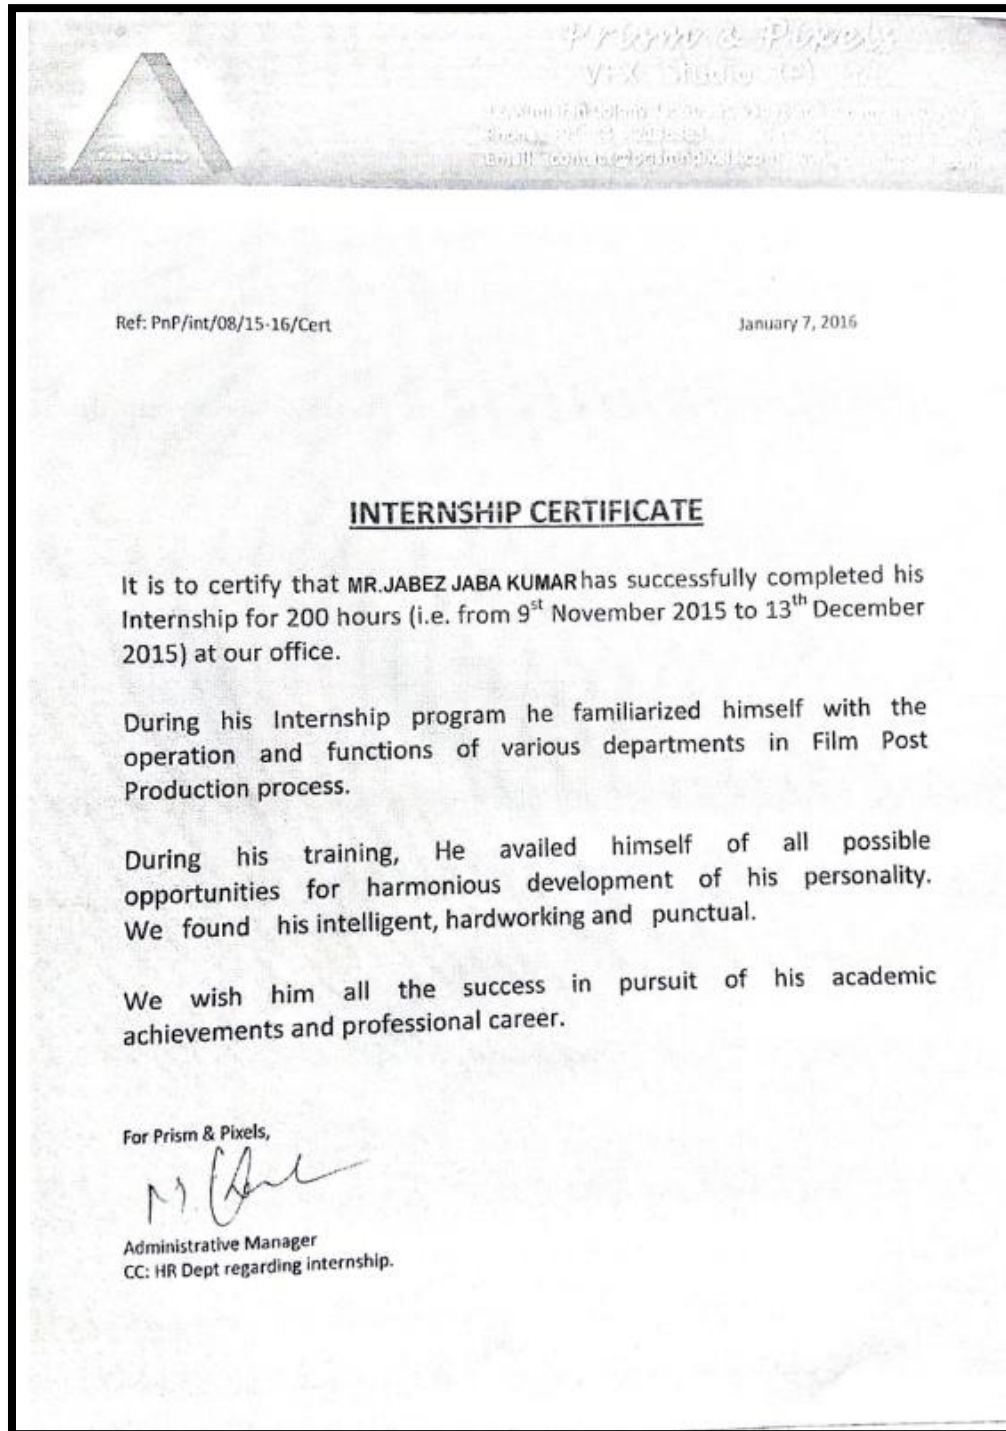 Prism & Pixels
VFX Studio (P) Ltd
Ref: PnP/int/08/15-16/Cert
January 7, 2016
INTERNSHIP CERTIFICATE
It is to certify that MR.JABEZ JABA KUMAR has successfully completed his
Internship for 200 hours (i.e. from 9st November 2015 to 13th December
2015) at our office.
During his Internship program he familiarized himself with the
operation and functions of various departments in Film Post
Production process.
During his training, He availed himself of all possible
opportunities for harmonious development of his personality.
We found his intelligent, hardworking and punctual.
We wish him all the success in pursuit of his academic
achievements and professional career.
For Prism & Pixels,
Administrative Manager
CC: HR Dept regarding internship.